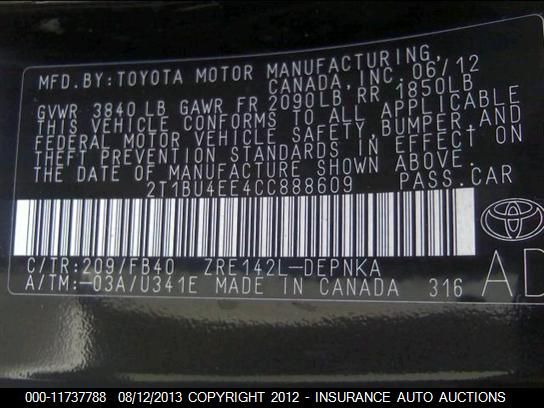 MFD.BY:TOYOTA MOTOR MANUFACTURING,
CANADA, INC. 06/12
GVWR 3840 LB GAWR FR 2090LB, RR 1850LB
THIS VEHICLE CONFORMS TO ALL APPLICABLE
FEDERAL MOTOR VEHICLE SAFETY,BUMPER,AND
THEFT PREVENTION STANDARDS IN EFFECT ON
THE DATE OF MANUFACTURE SHOWN ABOVE.
2T1BU4EE4CC888609 PASS.CAR
C/TR:209/FB40 ZRE142L-DEPNKA
A/TM:-03A/U341E MADE IN CANADA 316
AD
000-11737788 08/12/2013 COPYRIGHT 2012 - INSURANCE AUTO AUCTIONS